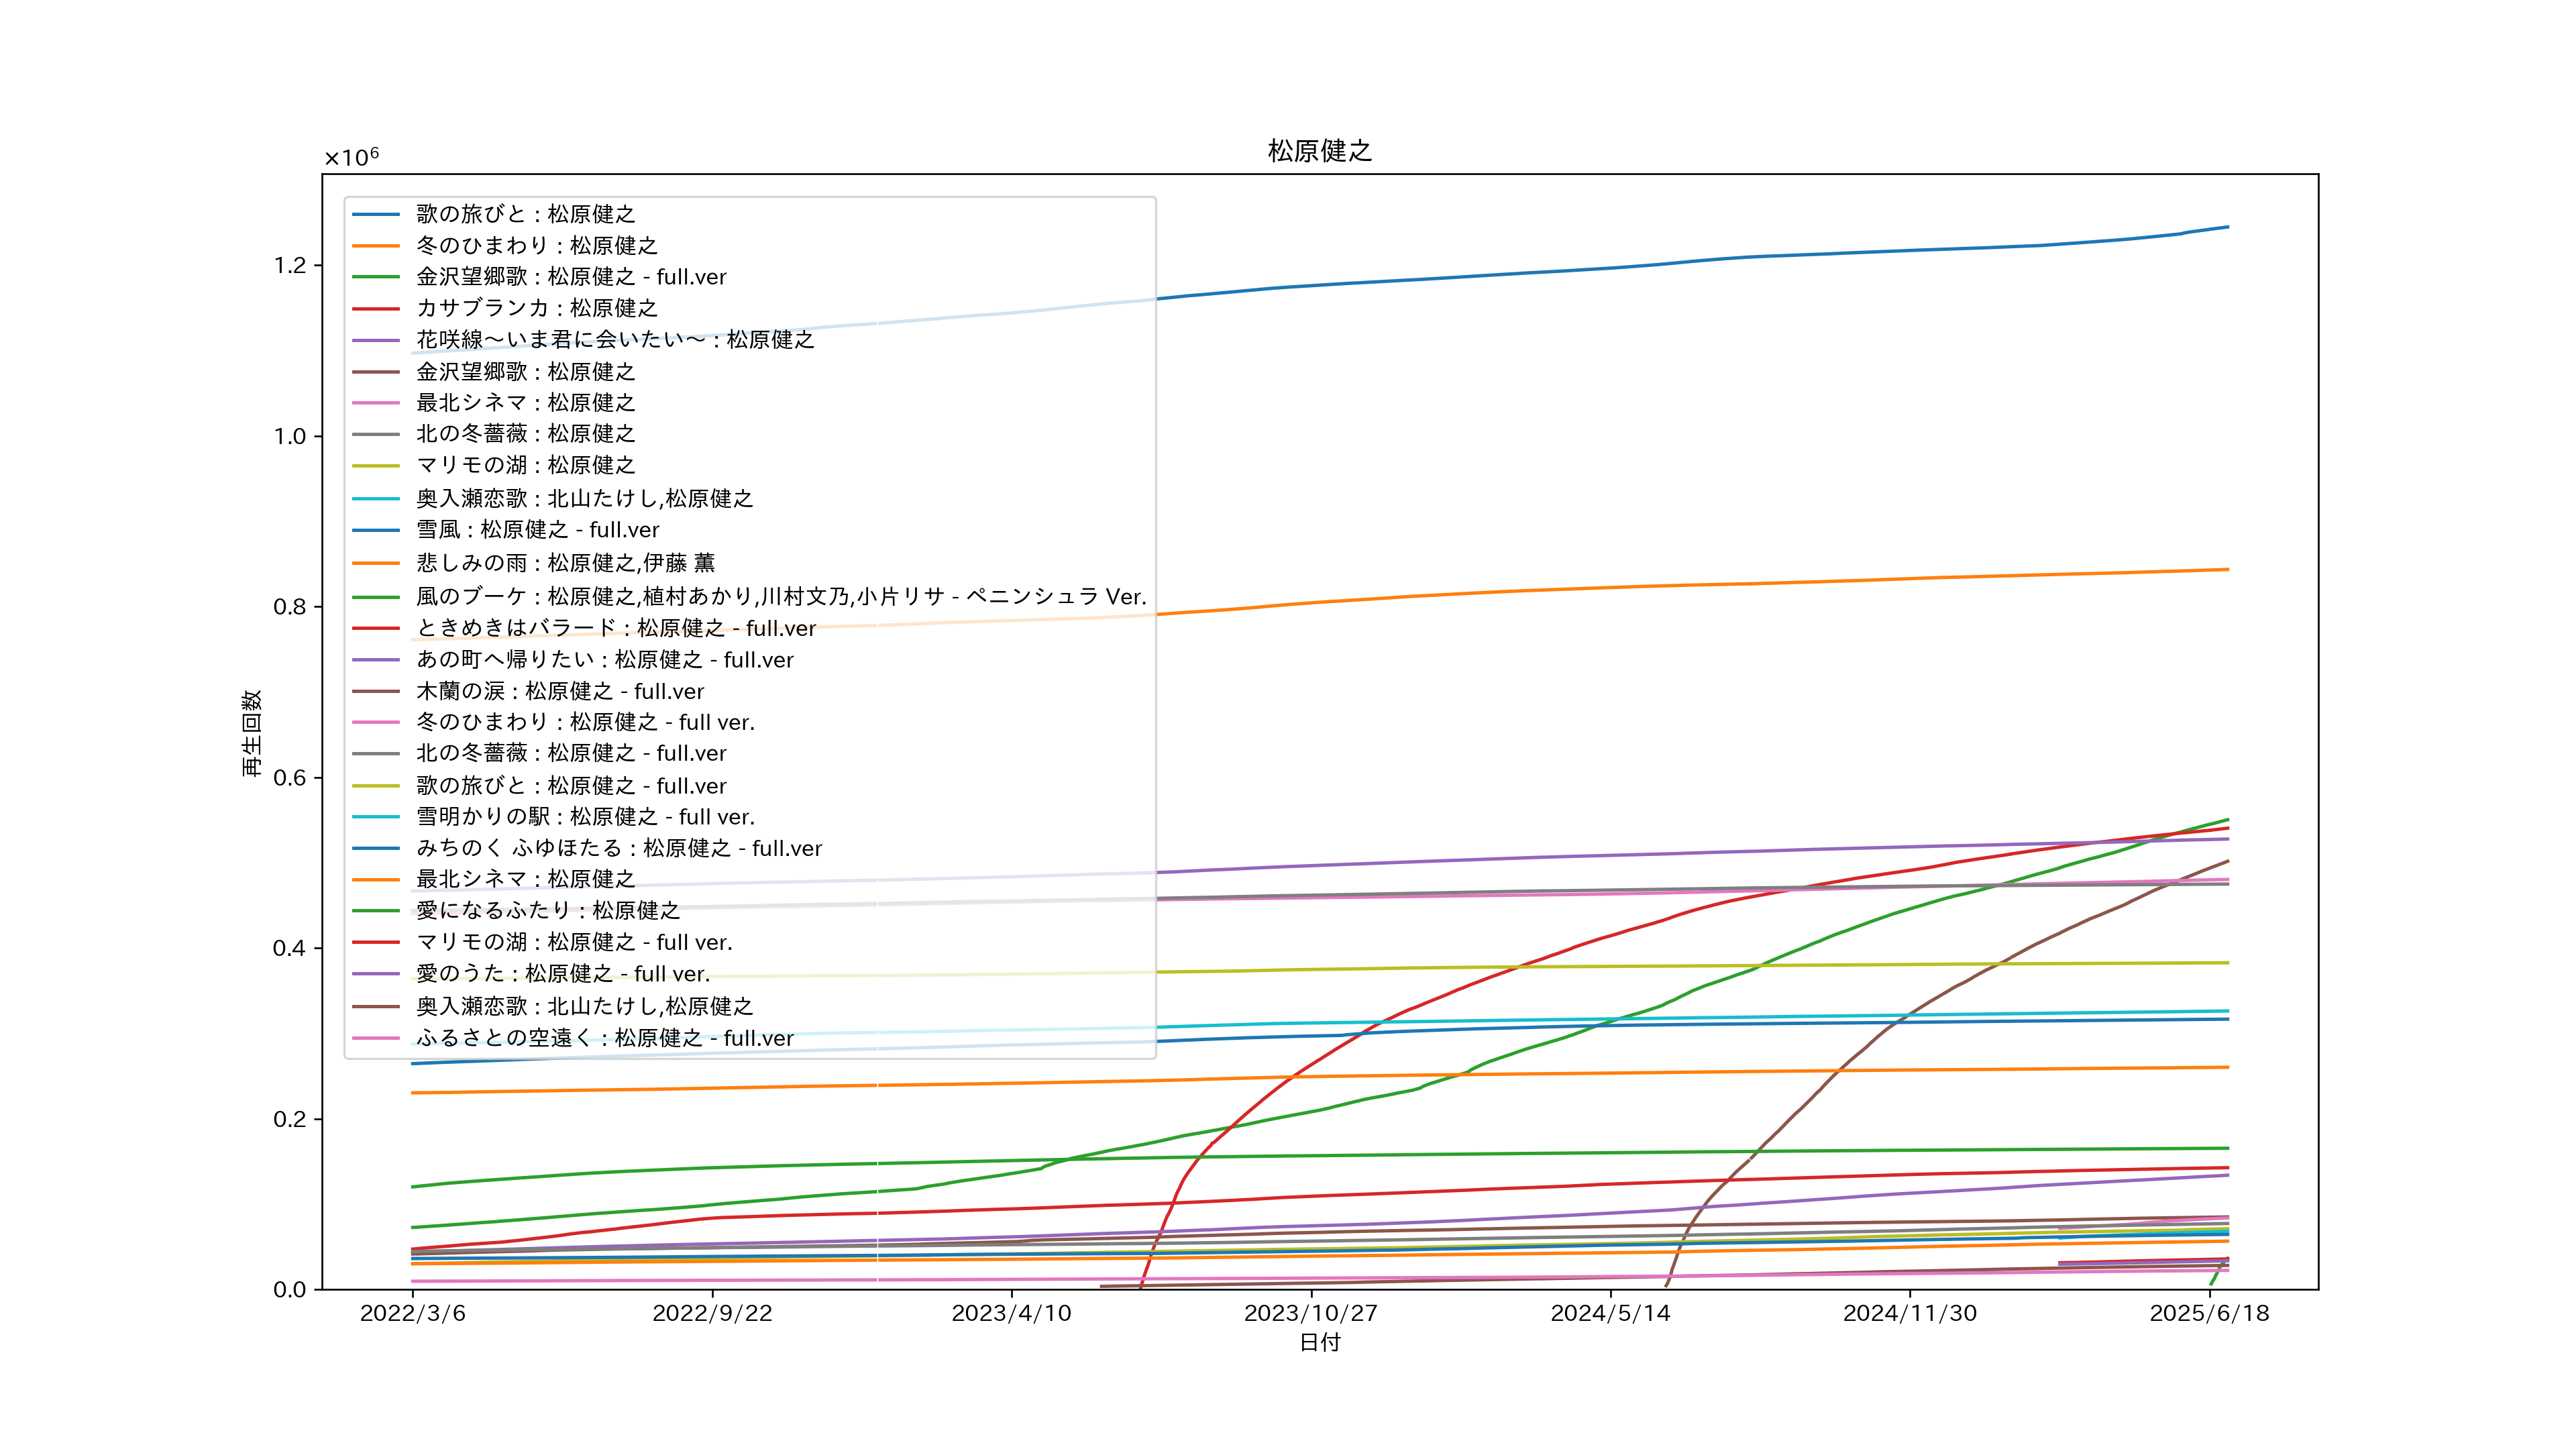 松原健之
×10⁶
歌の旅びと : 松原健之
冬のひまわり : 松原健之
金沢望郷歌 : 松原健之 - full.ver
カサブランカ : 松原健之
花咲線～いま君に会いたい～ : 松原健之
金沢望郷歌 : 松原健之
最北シネマ : 松原健之
北の冬薔薇 : 松原健之
マリモの湖 : 松原健之
奥入瀬恋歌 : 北山たけし,松原健之
雪風 : 松原健之 - full.ver
悲しみの雨 : 松原健之,伊藤 薫
風のブーケ : 松原健之,植村あかり,川村文乃,小片リサ - ペニンシュラ Ver.
ときめきはバラード : 松原健之 - full.ver
あの町へ帰りたい : 松原健之 - full.ver
木蘭の涙 : 松原健之 - full.ver
冬のひまわり : 松原健之 - full ver.
北の冬薔薇 : 松原健之 - full.ver
歌の旅びと : 松原健之 - full.ver
雪明かりの駅 : 松原健之 - full ver.
みちのく ふゆほたる : 松原健之 - full.ver
最北シネマ : 松原健之
愛になるふたり : 松原健之
マリモの湖 : 松原健之 - full ver.
愛のうた : 松原健之 - full ver.
奥入瀬恋歌 : 北山たけし,松原健之
ふるさとの空遠く : 松原健之 - full.ver
1.2
1.0
0.8
0.6
0.4
0.2
0.0
再生回数
2022/3/6 2022/9/22 2023/4/10 2023/10/27 2024/5/14 2024/11/30 2025/6/18
日付